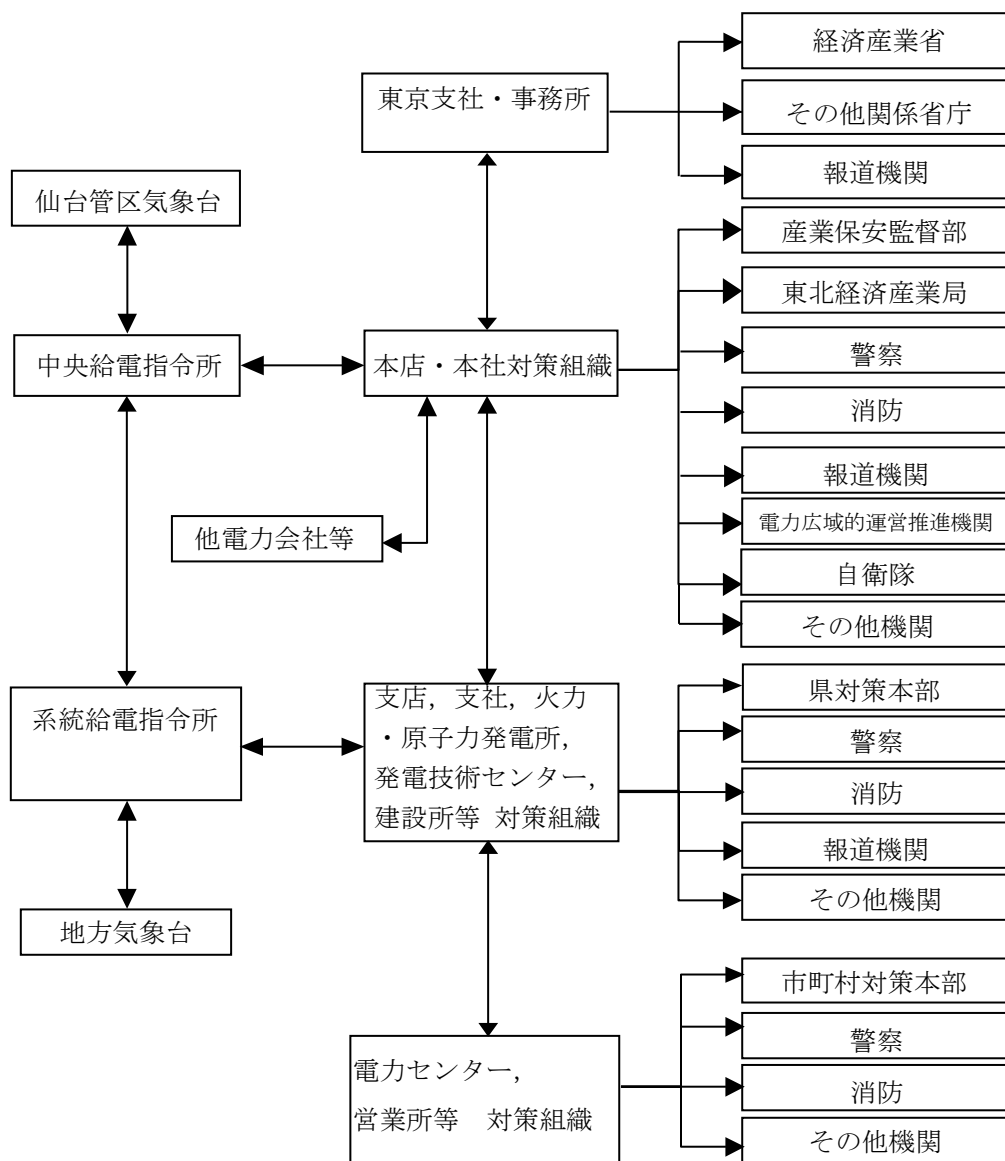 経済産業省
東京支社・事務所
その他関係省庁
報道機関
仙台管区気象台
産業保安監督部
東北経済産業局
中央給電指令所
本店・本社対策組織
警察
消防
報道機関
他電力会社等
電力広域的運営推進機関
自衛隊
その他機関
系統給電指令所
支店，支社，火力
・原子力発電所，
発電技術センター，
建設所等 対策組織
県対策本部
警察
消防
報道機関
その他機関
地方気象台
電力センター，
営業所等 対策組織
市町村対策本部
警察
消防
その他機関